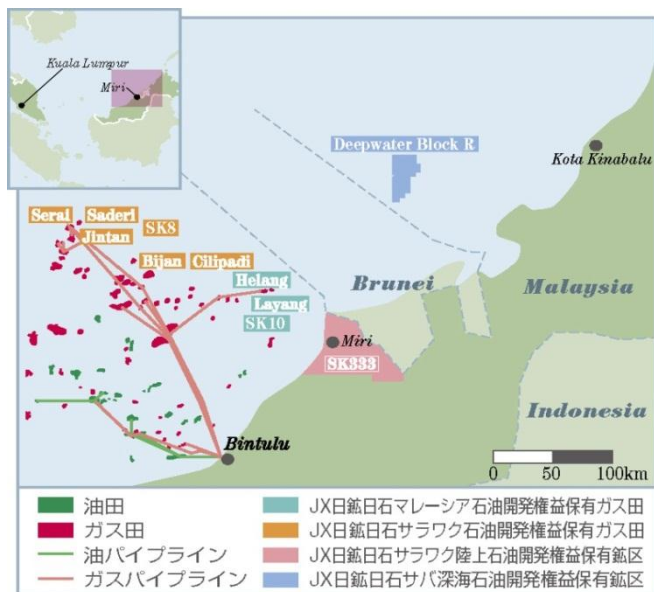 Kuala Lumpur
Miri
Deepwater Block R
Kota Kinabalu
Serai
Saderi
SK8
Jintan
Bijan
Cilipadi
Helang
Layang
SK10
Brunei
Malaysia
Miri
SK333
Indonesia
Bintulu
0 50 100km
油田
ガス田
油パイプライン
ガスパイプライン
JX日鉱日石マレーシア石油開発権益保有ガス田
JX日鉱日石サラワク石油開発権益保有ガス田
JX日鉱日石サラワク陸上石油開発権益保有鉱区
JX日鉱日石サバ深海石油開発権益保有鉱区